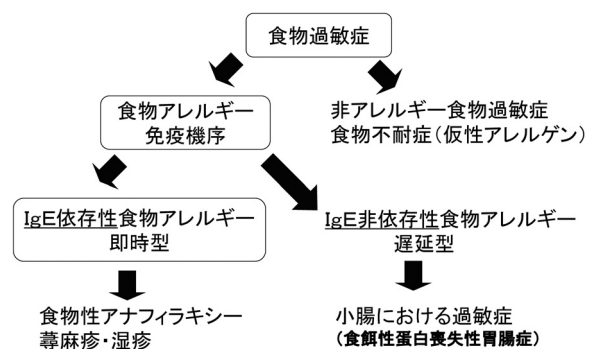 食物過敏症
食物アレルギー
免疫機序
非アレルギー食物過敏症
食物不耐症（仮性アレルゲン）
IgE依存性食物アレルギー
即時型
IgE非依存性食物アレルギー
遅延型
食物性アナフィラキシー
蕁麻疹・湿疹
小腸における過敏症
（食餌性蛋白喪失性胃腸症）